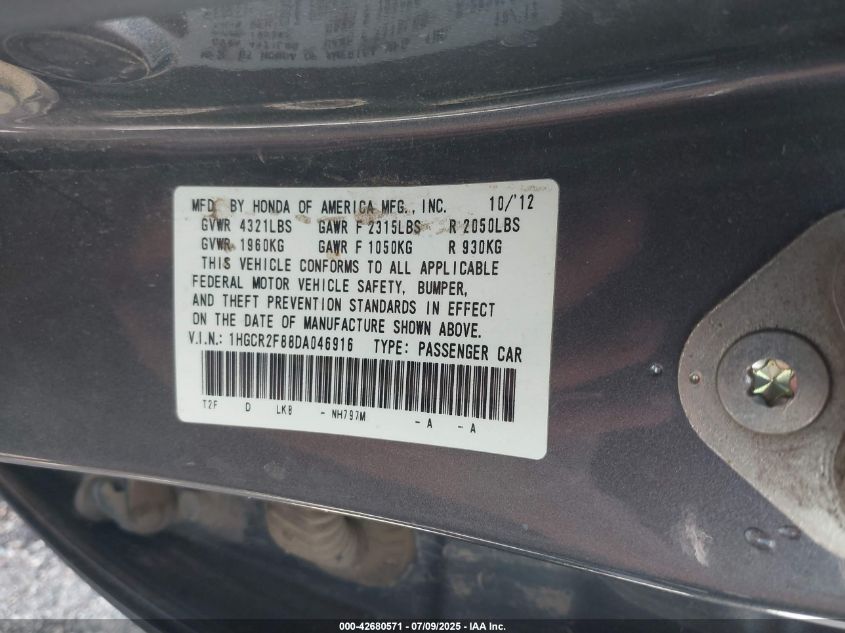 MFD BY HONDA OF AMERICA MFG., INC. 10/'12
GVWR 4321LBS GAWR F 2315LBS R 2050LBS
GVWR 1960KG GAWR F 1050KG R 930KG
THIS VEHICLE CONFORMS TO ALL APPLICABLE
FEDERAL MOTOR VEHICLE SAFETY, BUMPER,
AND THEFT PREVENTION STANDARDS IN EFFECT
ON THE DATE OF MANUFACTURE SHOWN ABOVE.
V.I.N.: 1HGCR2F88DA046916 TYPE: PASSENGER CAR
T2F D LKB - NH797M - A - A
000-42680571 / 07/09/2025 - IAA Inc.